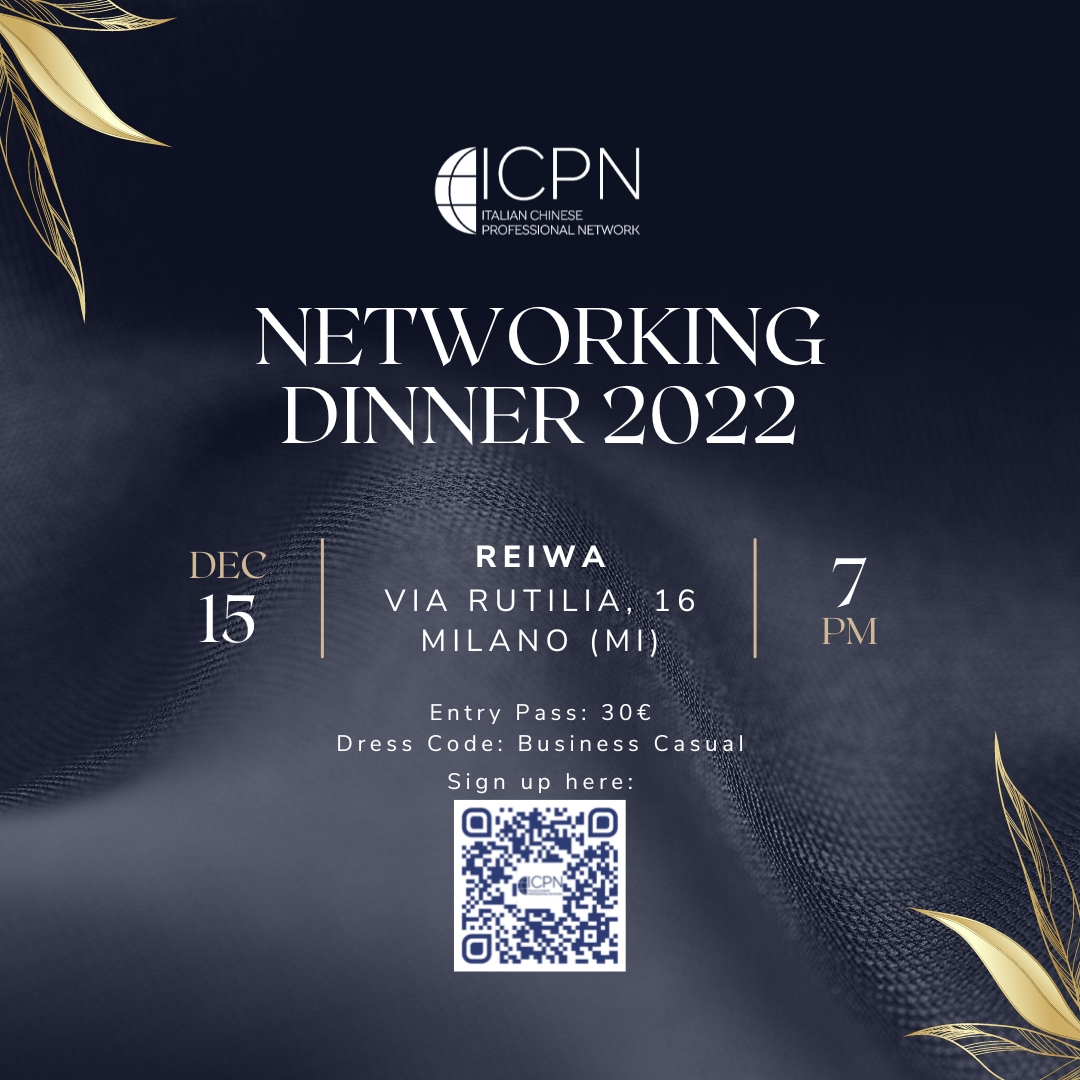 ICPN
ITALIAN CHINESE
PROFESSIONAL NETWORK
NETWORKING
DINNER 2022
DEC
15
REIWA
VIA RUTILIA, 16
MILANO (MI)
7
PM
Entry Pass: 30€
Dress Code: Business Casual
Sign up here:
ICPN